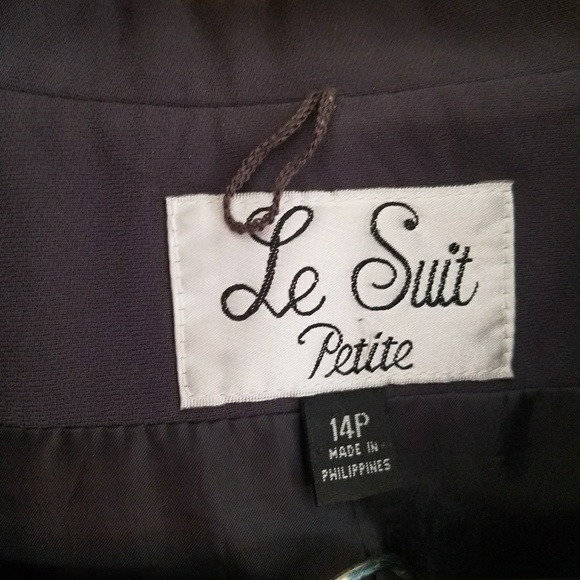 Le Suit
Petite
14P
MADE IN
PHILIPPINES